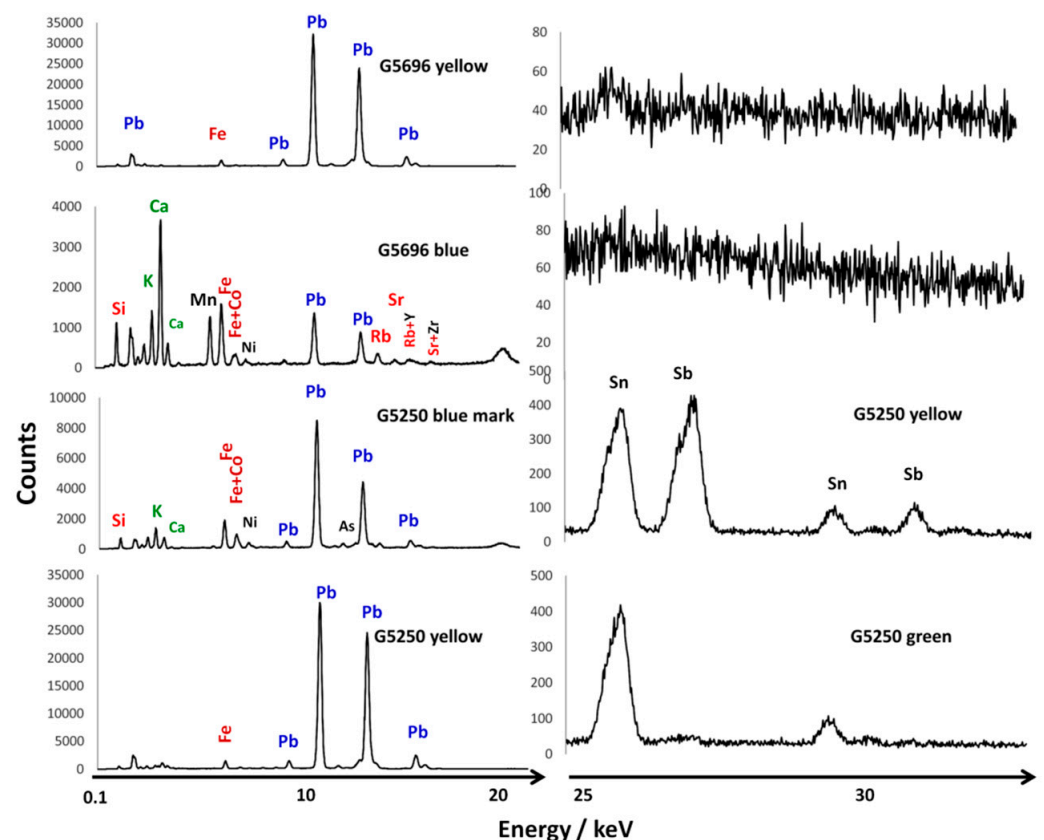 35000
30000
25000
20000
15000
10000
5000
0
Pb
Fe
Pb
Pb
Pb
Pb
G5696 yellow
80
60
40
20
0
4000
3000
2000
1000
0
Si
K
Ca
Ca
Mn
Fe
Fe+Co
Ni
Pb
Pb
Rb
Sr
Rb+Y
Sr+Zr
G5696 blue
100
80
60
40
20
0
10000
8000
6000
4000
2000
0
Si
K
Ca
Fe
Fe+Co
Ni
Pb
Pb
As
Pb
Pb
G5250 blue mark
500
400
300
200
100
0
Sn
Sb
Sn
Sb
G5250 yellow
35000
30000
25000
20000
15000
10000
5000
0
Fe
Pb
Pb
Pb
Pb
G5250 yellow
500
400
300
200
100
0
G5250 green
Counts
0.1
10
20
25
30
Energy / keV